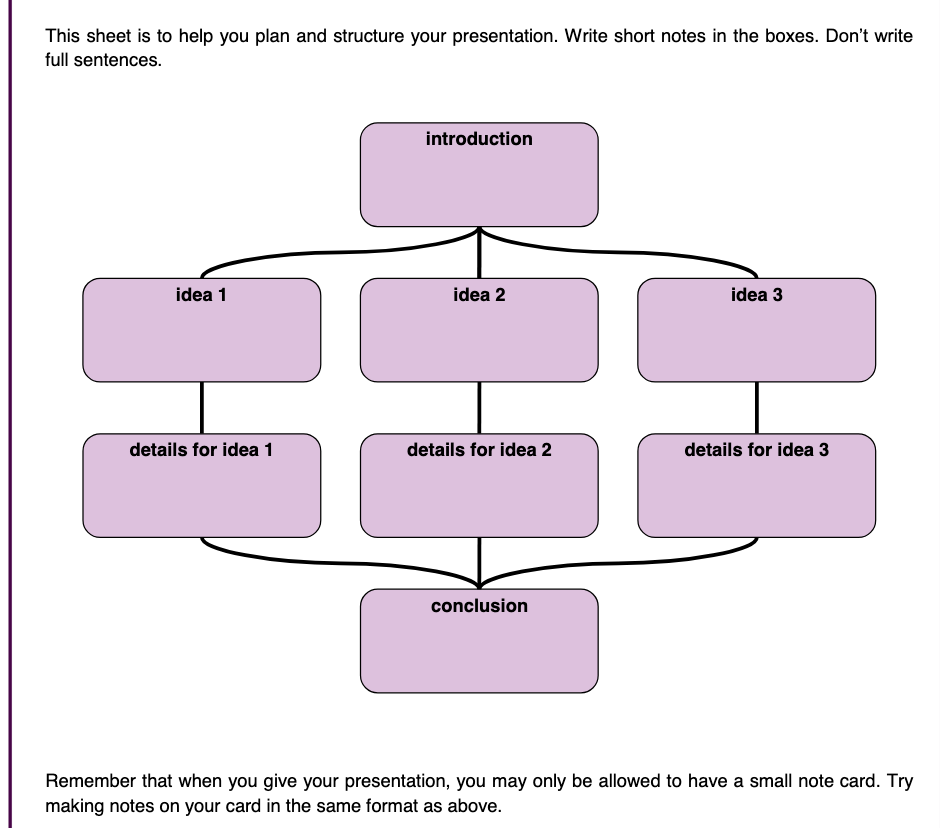 This sheet is to help you plan and structure your presentation. Write short notes in the boxes. Don’t write
full sentences.
introduction
idea 1
idea 2
idea 3
details for idea 1
details for idea 2
details for idea 3
conclusion
Remember that when you give your presentation, you may only be allowed to have a small note card. Try
making notes on your card in the same format as above.